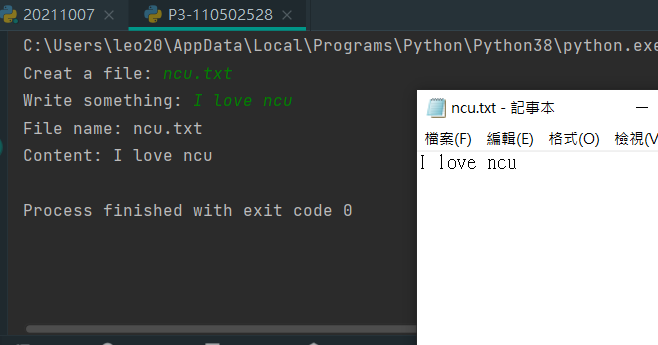 20211007
P3-110502528
C:\Users\leo20\AppData\Local\Programs\Python\Python38\python.exe
Creat a file: ncu.txt
Write something: I love ncu
File name: ncu.txt
Content: I love ncu
Process finished with exit code 0
ncu.txt - 記事本
檔案(F) 編輯(E) 格式(O) 檢視(V
I love ncu